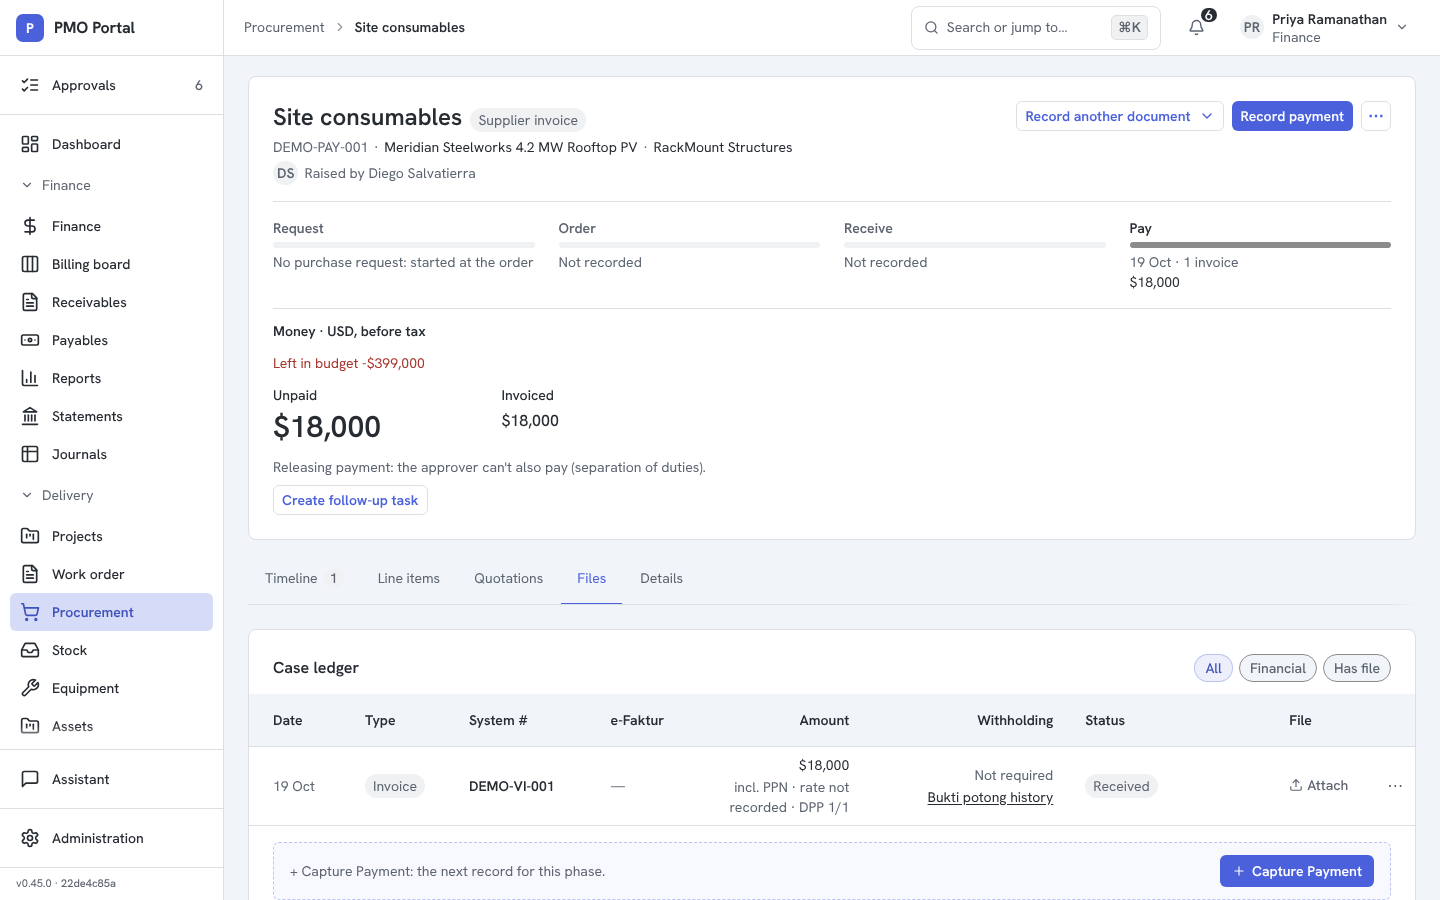 P PMO Portal
Procurement > Site consumables
Search or jump to... ⌘K
6
PR
Priya Ramanathan
Finance
Approvals 6
Dashboard
Finance
Finance
Billing board
Receivables
Payables
Reports
Statements
Journals
Delivery
Projects
Work order
Procurement
Stock
Equipment
Assets
Assistant
Administration
v0.45.0 · 22de4c85a
Site consumables Supplier invoice
Record another document
Record payment
DEMO-PAY-001 · Meridian Steelworks 4.2 MW Rooftop PV · RackMount Structures
DS Raised by Diego Salvatierra
Request
No purchase request: started at the order
Order
Not recorded
Receive
Not recorded
Pay
19 Oct · 1 invoice
$18,000
Money · USD, before tax
Left in budget -$399,000
Unpaid
$18,000
Invoiced
$18,000
Releasing payment: the approver can't also pay (separation of duties).
Create follow-up task
Timeline 1 Line items Quotations Files Details
Case ledger
All Financial Has file
Date Type System # e-Faktur Amount Withholding Status File
19 Oct Invoice DEMO-VI-001 —
$18,000
incl. PPN · rate not
recorded · DPP 1/1
Not required
Bukti potong history
Received
Attach
+ Capture Payment: the next record for this phase.
+ Capture Payment